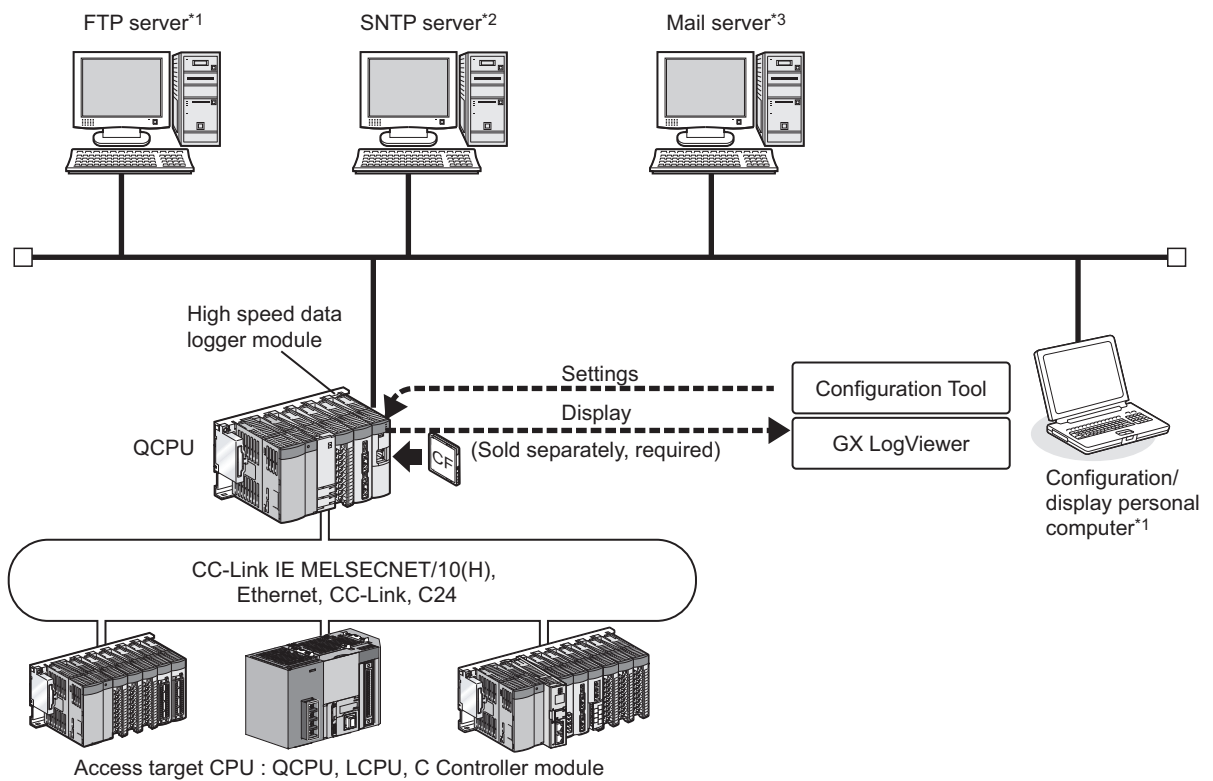 FTP server*1
SNTP server*2
Mail server*3
High speed data
logger module
QCPU
Settings
Display
(Sold separately, required)
CF
Configuration Tool
GX LogViewer
Configuration/
display personal
computer*1
CC-Link IE MELSECNET/10(H),
Ethernet, CC-Link, C24
Access target CPU : QCPU, LCPU, C Controller module